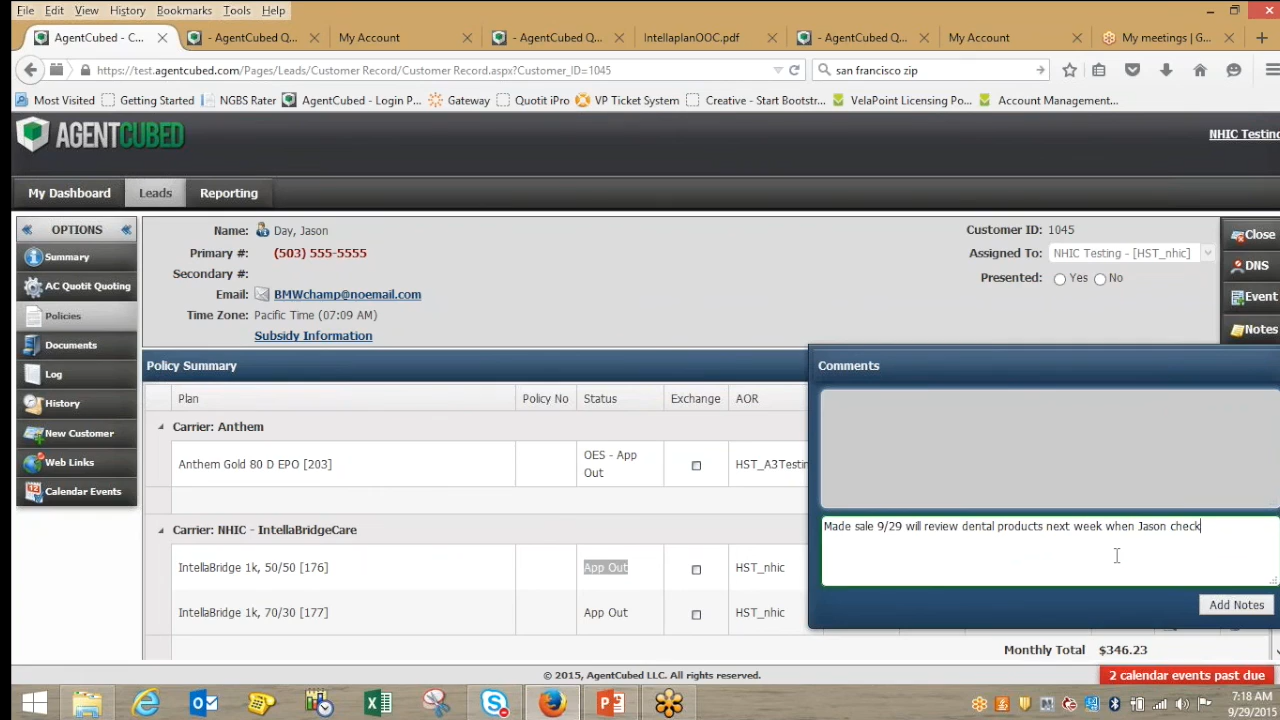 File Edit View History Bookmarks Tools Help
AgentCubed - C... - AgentCubed Q... My Account - AgentCubed Q... IntellaplanOOC.pdf - AgentCubed Q... My Account My meetings | G...
https://test.agentcubed.com/Pages/Leads/Customer Record/Customer Record.aspx?Customer_ID=1045 san francisco zip
Most Visited Getting Started NGBS Rater AgentCubed - Login P... Gateway Quotit iPro VP Ticket System Creative - Start Bootstr... VelaPoint Licensing Po... Account Management...
AGENTCUBED
NHIC Testing
My Dashboard Leads Reporting
OPTIONS
Summary
AC Quotit Quoting
Policies
Documents
Log
History
New Customer
Web Links
Calendar Events
Name: Day, Jason
Primary #: (503) 555-5555
Secondary #:
Email: BMWchamp@noemail.com
Time Zone: Pacific Time (07:09 AM)
Subsidy Information
Customer ID: 1045
Assigned To: NHIC Testing - [HST_nhic]
Presented: Yes No
Close
DNS
Event
Notes
Policy Summary
Plan Policy No Status Exchange AOR
Carrier: Anthem
Anthem Gold 80 D EPO [203] OES - App Out HST_A3Testin
Carrier: NHIC - IntellaBridgeCare
IntellaBridge 1k, 50/50 [176] App Out HST_nhic
IntellaBridge 1k, 70/30 [177] App Out HST_nhic
Comments
Made sale 9/29 will review dental products next week when Jason check
Add Notes
Monthly Total $346.23
© 2015, AgentCubed LLC. All rights reserved.
2 calendar events past due
7:18 AM
9/29/2015